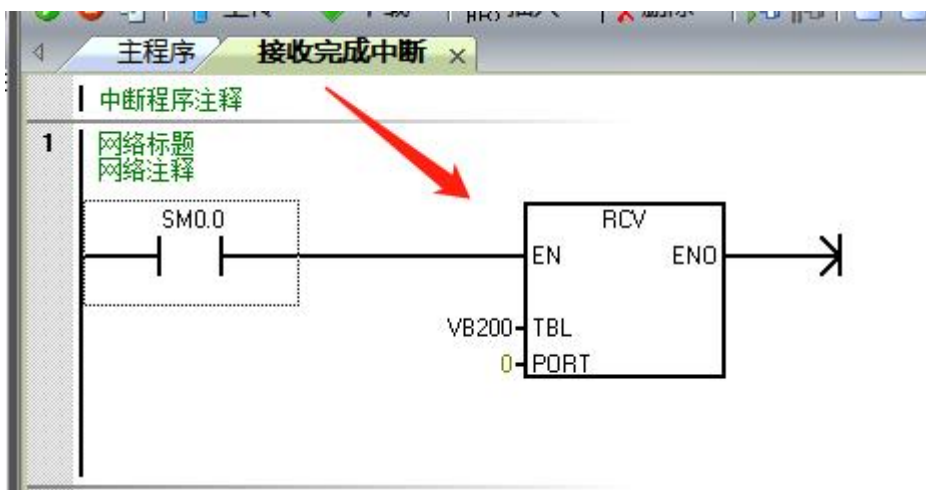 主程序 接收完成中断
中断程序注释
1
网络标题
网络注释
SM0.0
RCV
EN ENO
VB200 TBL
0 PORT